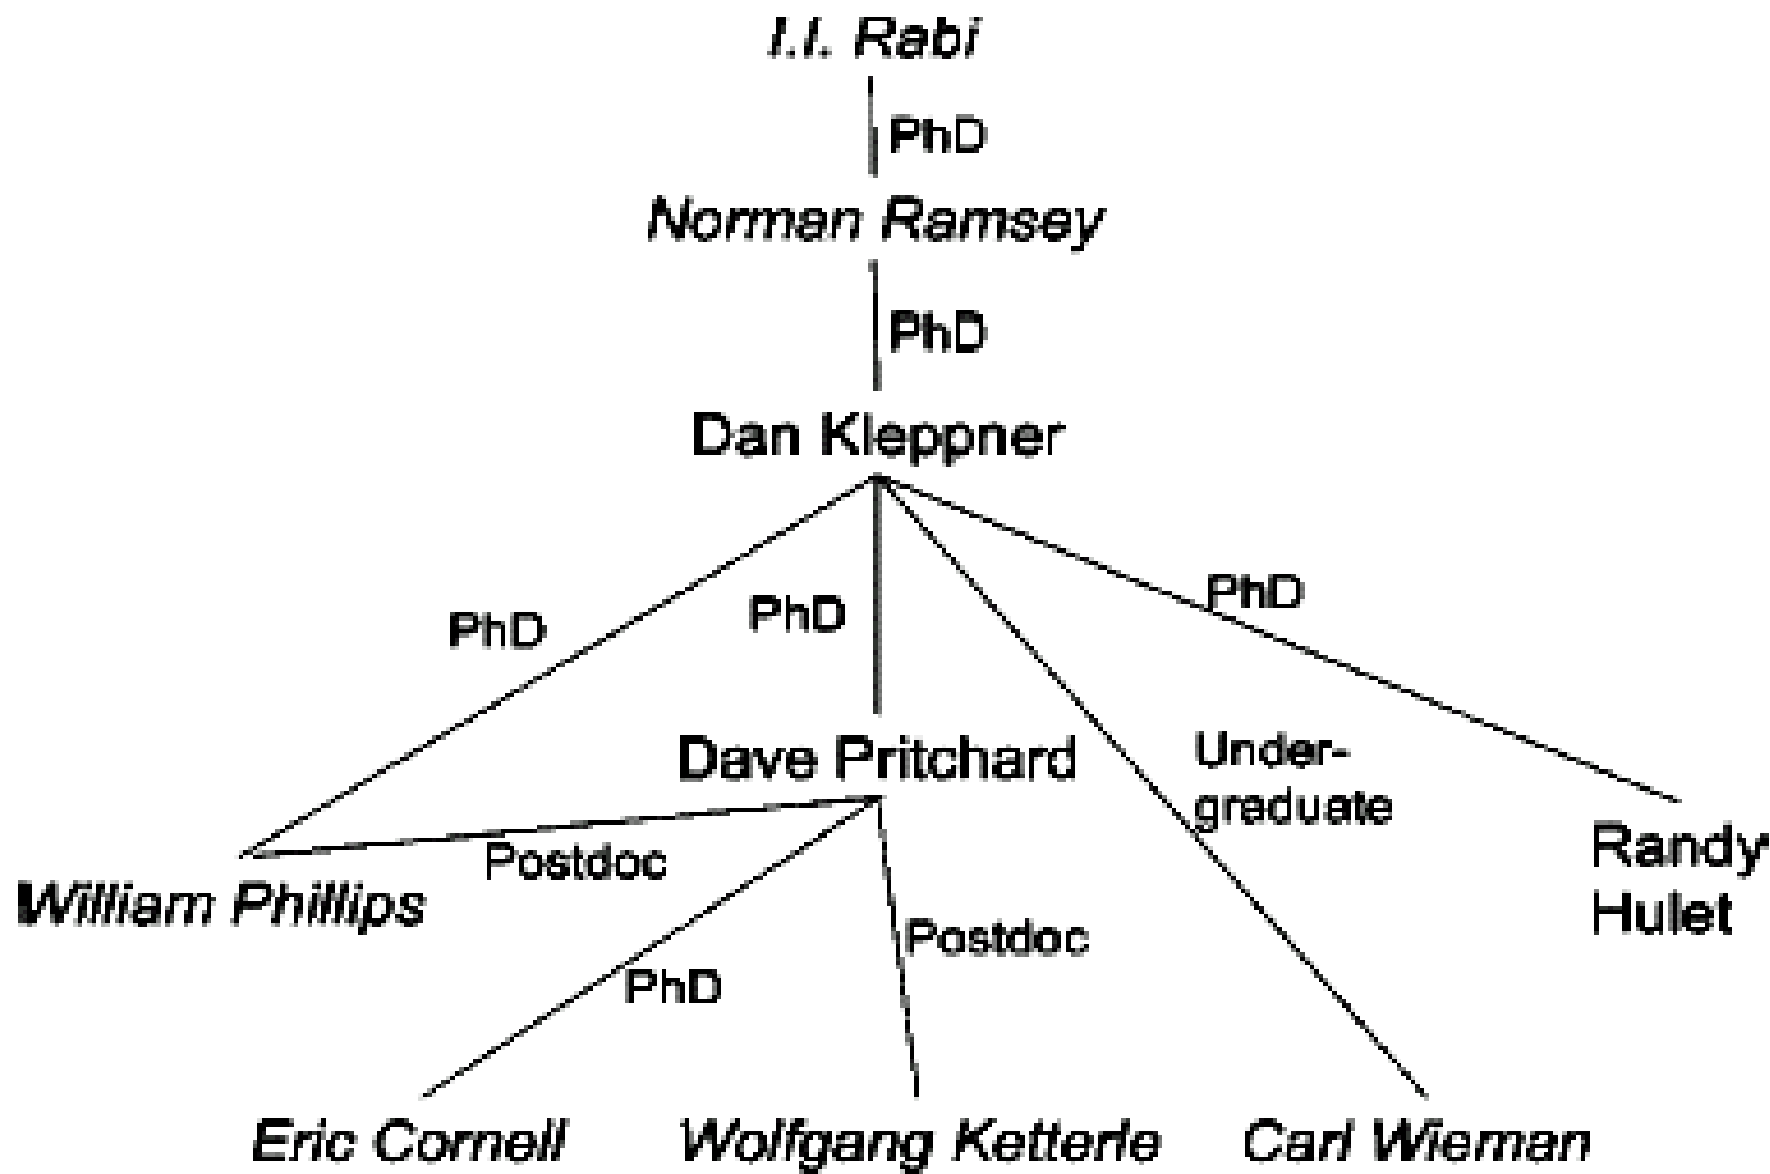 I.I. Rabi
PhD
Norman Ramsey
PhD
Dan Kleppner
PhD
PhD
PhD
Dave Pritchard
Under-
graduate
Postdoc
William Phillips
Randy
Hulet
Postdoc
PhD
Eric Cornell
Wolfgang Ketterle
Carl Wieman